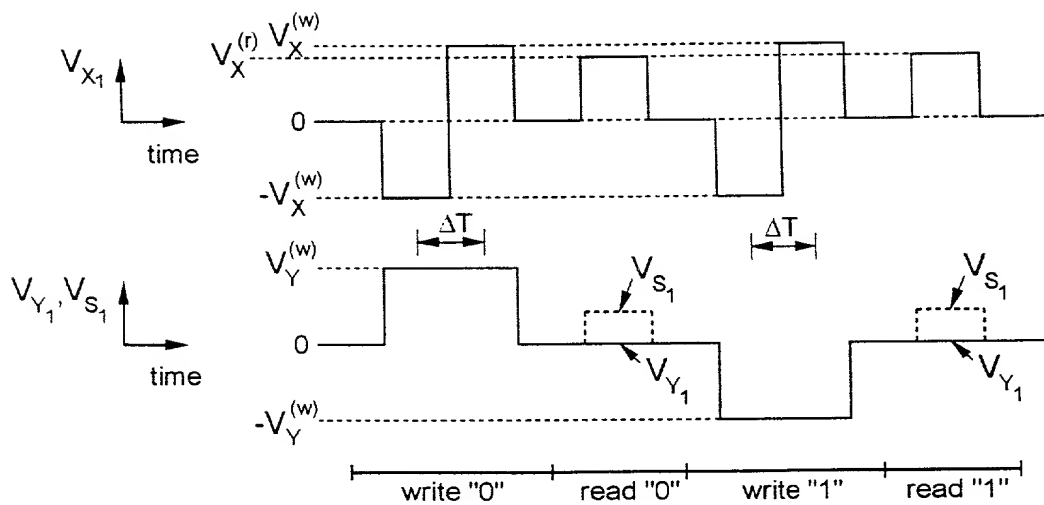 V_X^(w)
V_X^(r)
V_X₁
0
time
-V_X^(w)
ΔT ΔT
V_Y^(w)
V_S₁ V_S₁
V_Y₁, V_S₁
0
time
V_Y₁ V_Y₁
-V_Y^(w)
write "0" read "0" write "1" read "1"